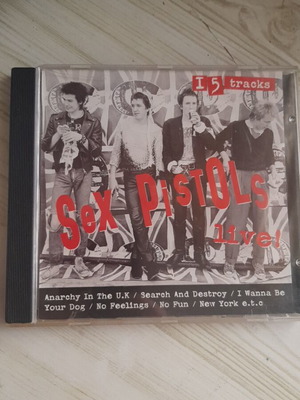 15 tracks
SeX PiSTOLS
live!
Anarchy In The U.K / Search And Destroy / I Wanna Be
Your Dog / No Feelings / No Fun / New York e.t.c